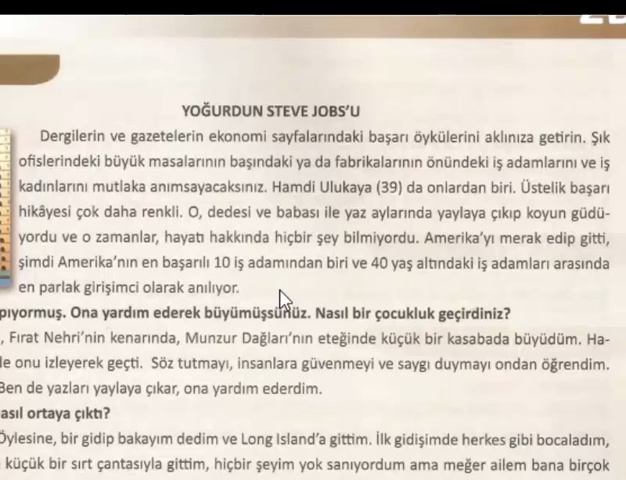 YOĞURDUN STEVE JOBS'U
Dergilerin ve gazetelerin ekonomi sayfalarındaki başarı öykülerini aklınıza getirin. Şık
ofislerindeki büyük masalarının başındaki ya da fabrikalarının önündeki iş adamlarını ve iş
kadınlarını mutlaka anımsayacaksınız. Hamdi Ulukaya (39) da onlardan biri. Üstelik başarı
hikâyesi çok daha renkli. O, dedesi ve babası ile yaz aylarında yaylaya çıkıp koyun güdü-
yordu ve o zamanlar, hayatı hakkında hiçbir şey bilmiyordu. Amerika'yı merak edip gitti,
şimdi Amerika'nın en başarılı 10 iş adamından biri ve 40 yaş altındaki iş adamları arasında
en parlak girişimci olarak anılıyor.
pıyormuş. Ona yardım ederek büyümüşsünüz. Nasıl bir çocukluk geçirdiniz?
, Fırat Nehri'nin kenarında, Munzur Dağları'nın eteğinde küçük bir kasabada büyüdüm. Ha-
le onu izleyerek geçti. Söz tutmayı, insanlara güvenmeyi ve saygı duymayı ondan öğrendim.
Ben de yazları yaylaya çıkar, ona yardım ederdim.
asıl ortaya çıktı?
Öylesine, bir gidip bakayım dedim ve Long Island'a gittim. İlk gidişimde herkes gibi bocaladım,
küçük bir sırt çantasıyla gittim, hiçbir şeyim yok sanıyordum ama meğer ailem bana birçok